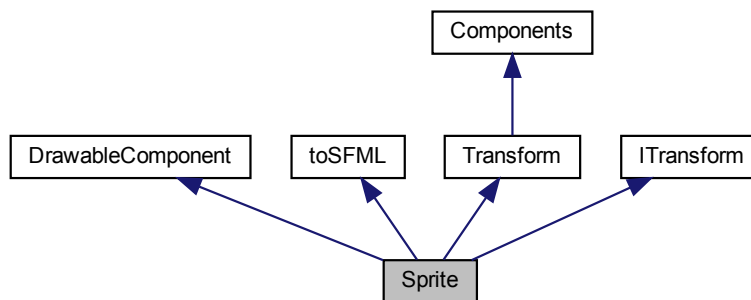 Components
DrawableComponent
toSFML
Transform
ITransform
Sprite